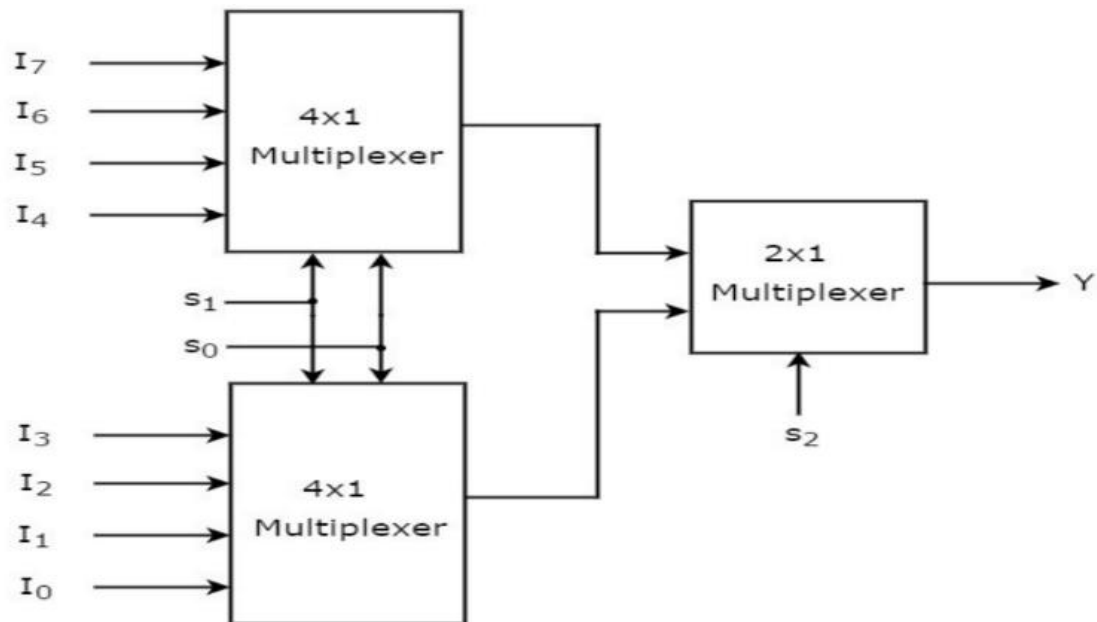 I₇
I₆
I₅
I₄
4x1
Multiplexer
s₁
s₀
I₃
I₂
I₁
I₀
4x1
Multiplexer
2x1
Multiplexer
s₂
Y